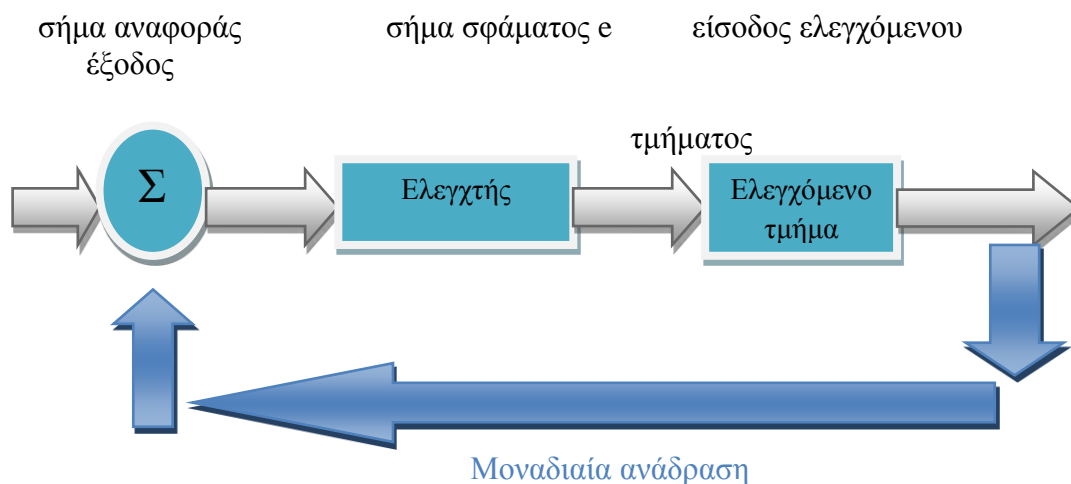 σήμα αναφοράς σήμα σφάματος e είσοδος ελεγχόμενου
έξοδος
τμήματος
Σ
Ελεγχτής
Ελεγχόμενο
τμήμα
Μοναδιαία ανάδραση